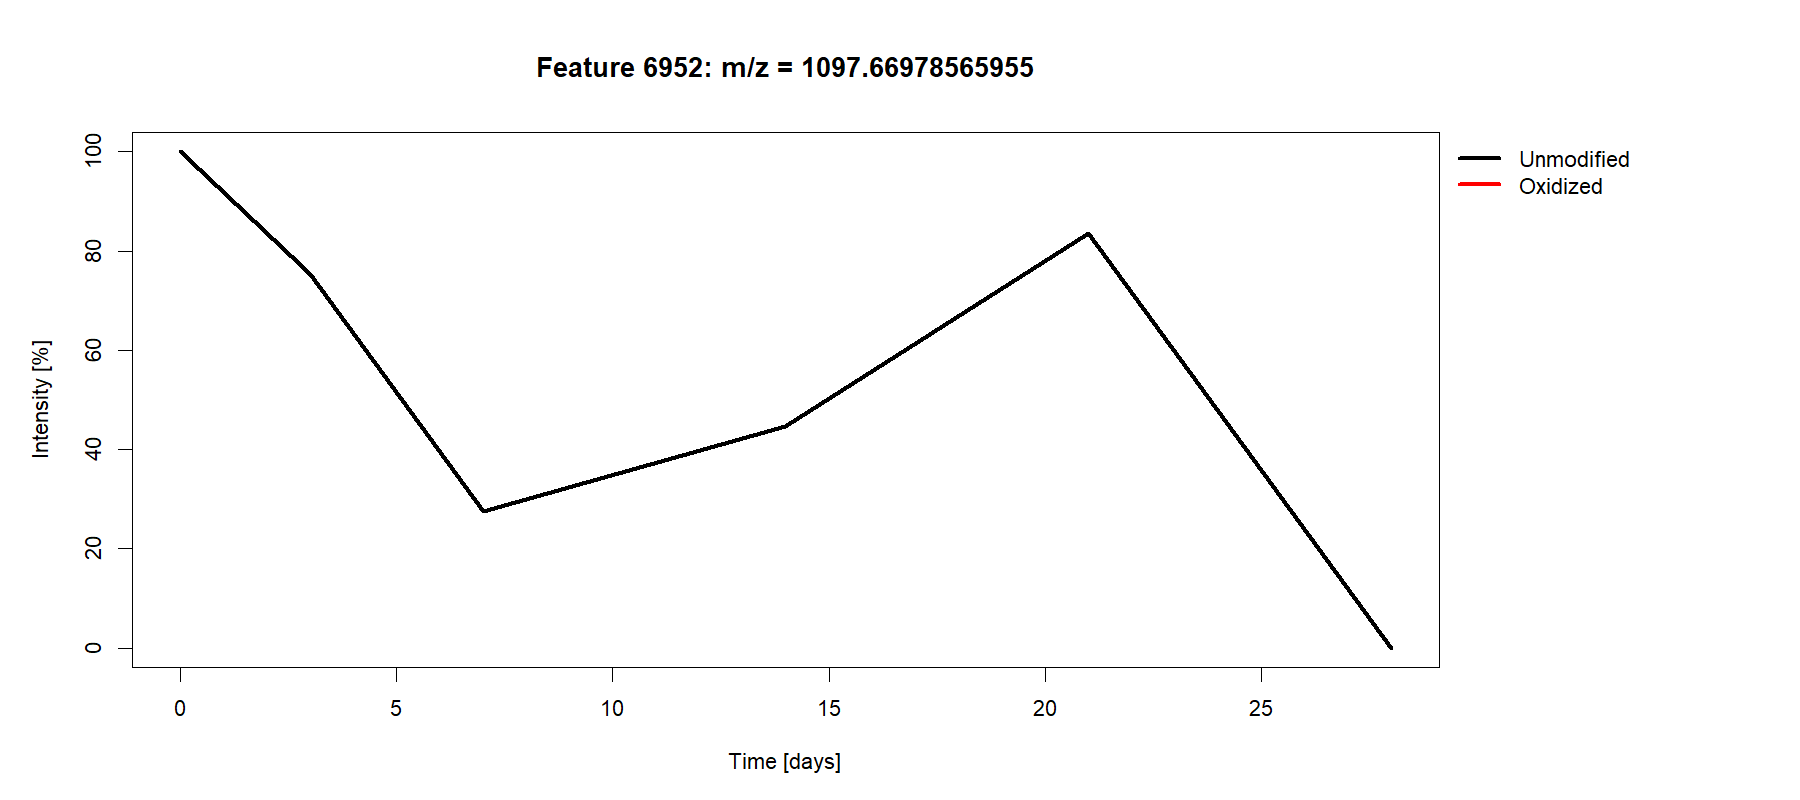 Feature 6952: m/z = 1097.66978565955
Unmodified
Oxidized
Intensity [%]
100
80
60
40
20
0
0 5 10 15 20 25
Time [days]